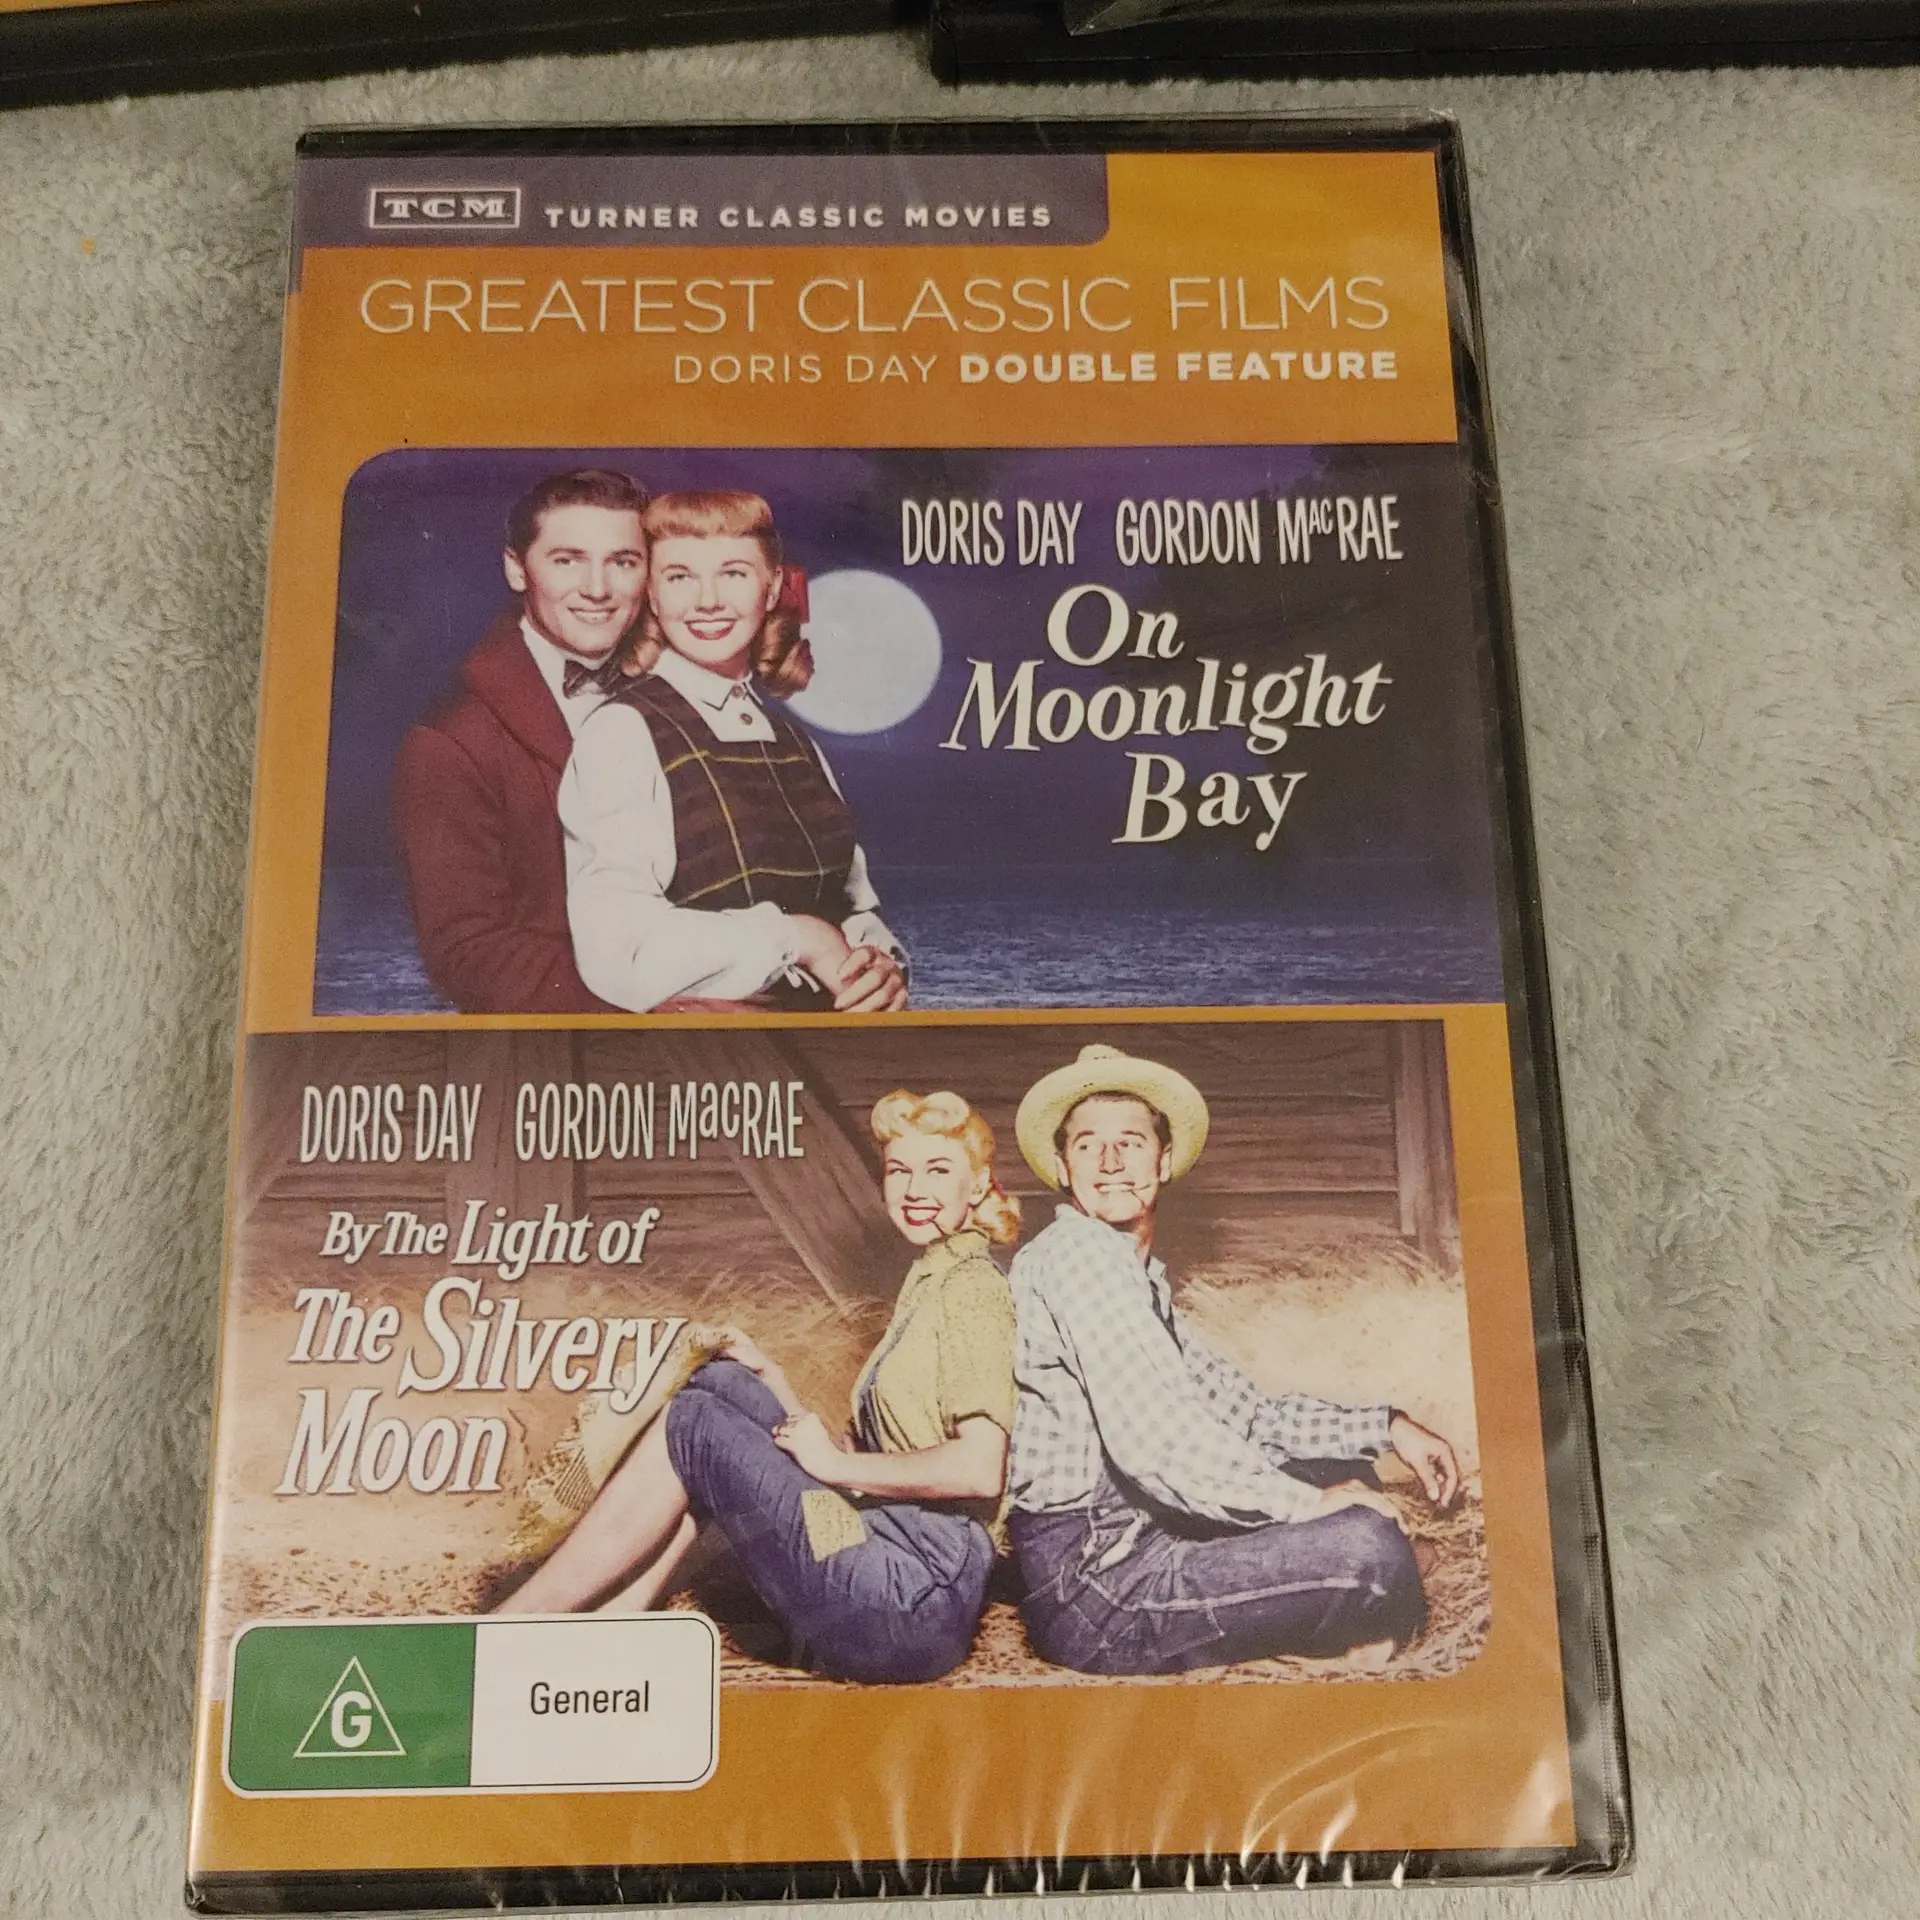 TCM TURNER CLASSIC MOVIES
GREATEST CLASSIC FILMS
DORIS DAY DOUBLE FEATURE
DORIS DAY GORDON MACRAE
On
Moonlight
Bay
DORIS DAY GORDON MacRAE
By The Light of
The Silvery
Moon
G General